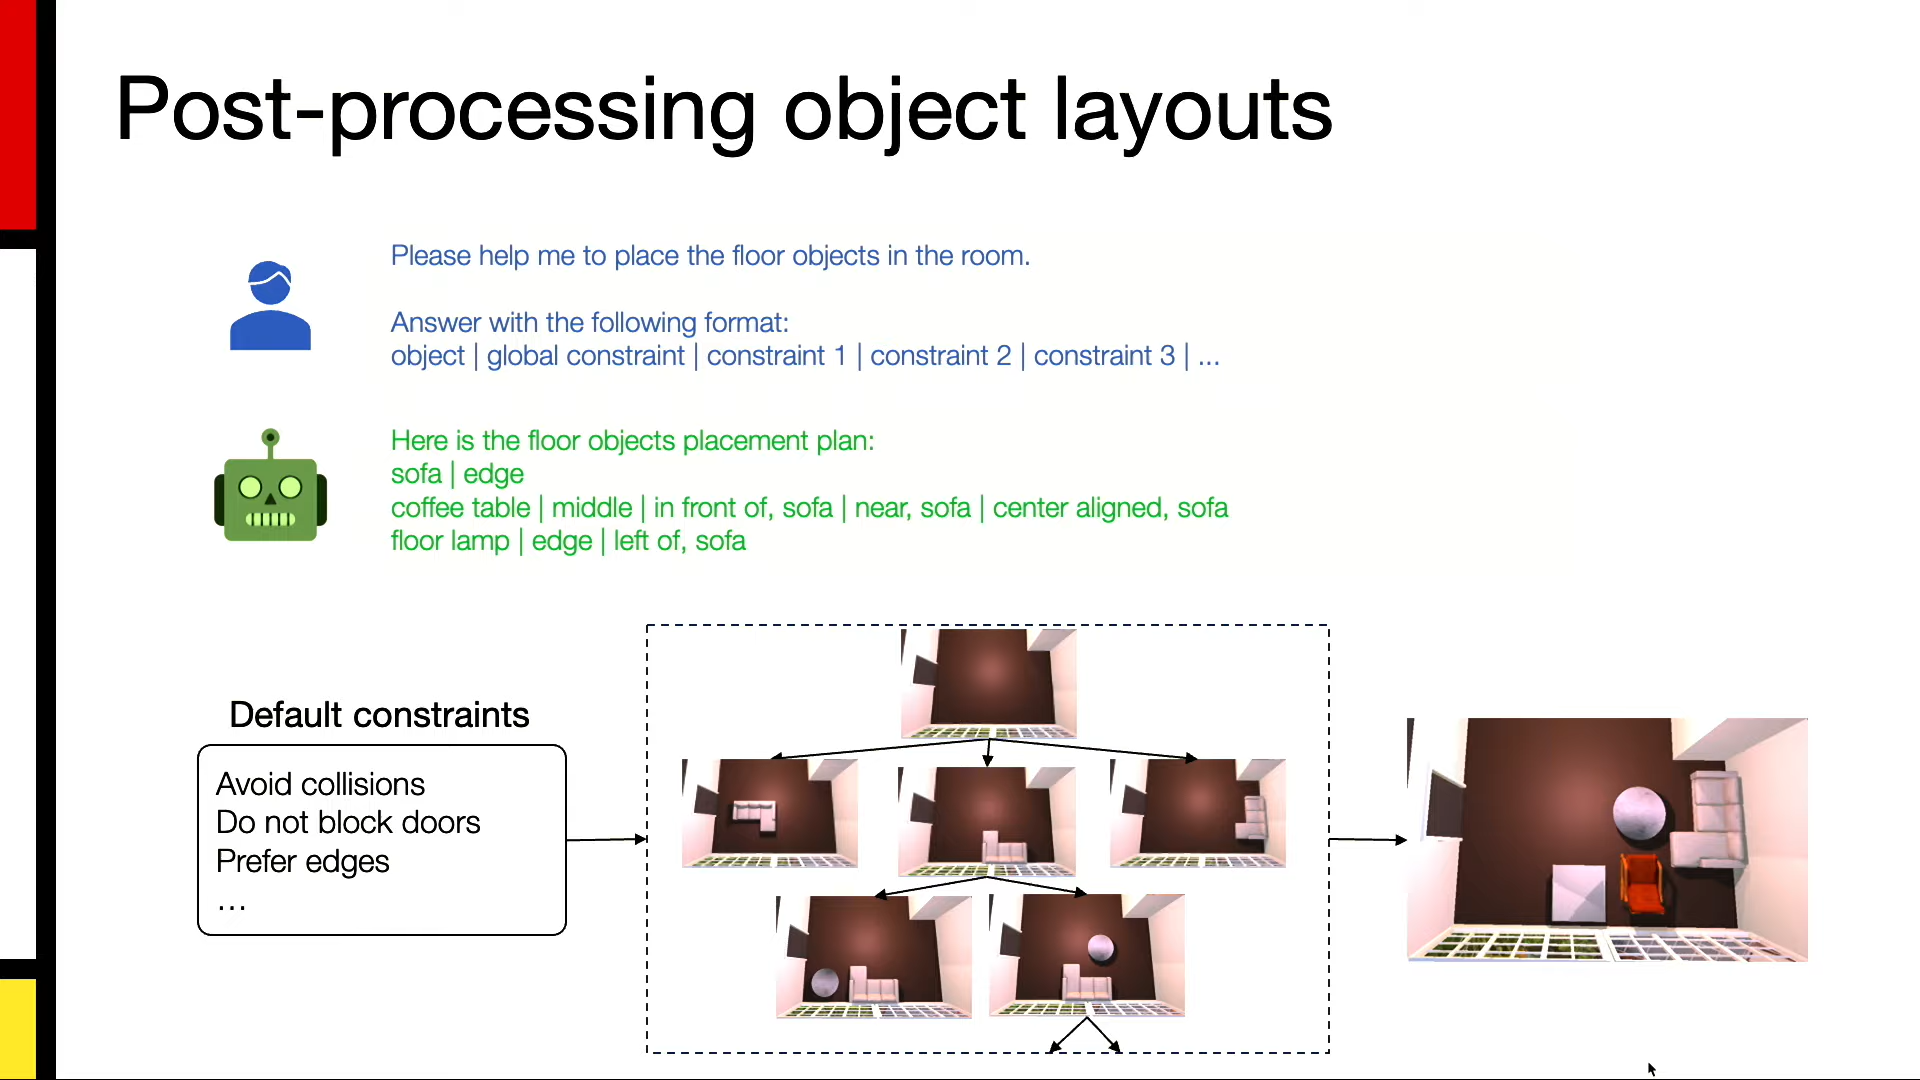 Post-processing object layouts
Please help me to place the floor objects in the room.
Answer with the following format:
object | global constraint | constraint 1 | constraint 2 | constraint 3 | ...
Here is the floor objects placement plan:
sofa | edge
coffee table | middle | in front of, sofa | near, sofa | center aligned, sofa
floor lamp | edge | left of, sofa
Default constraints
Avoid collisions
Do not block doors
Prefer edges
...